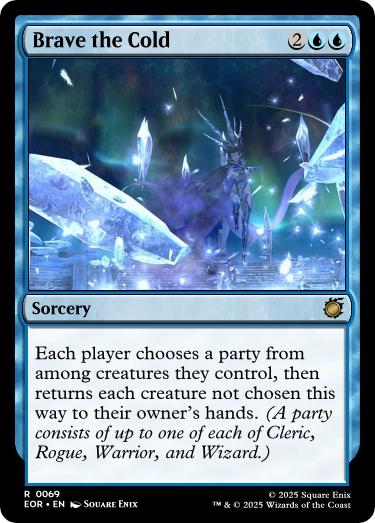 Brave the Cold 2
Sorcery
Each player chooses a party from
among creatures they control, then
returns each creature not chosen this
way to their owner's hands. (A party
consists of up to one of each of Cleric,
Rogue, Warrior, and Wizard.)
R 0069 © 2025 Square Enix
EOR • EN Square Enix ™ & © 2025 Wizards of the Coast